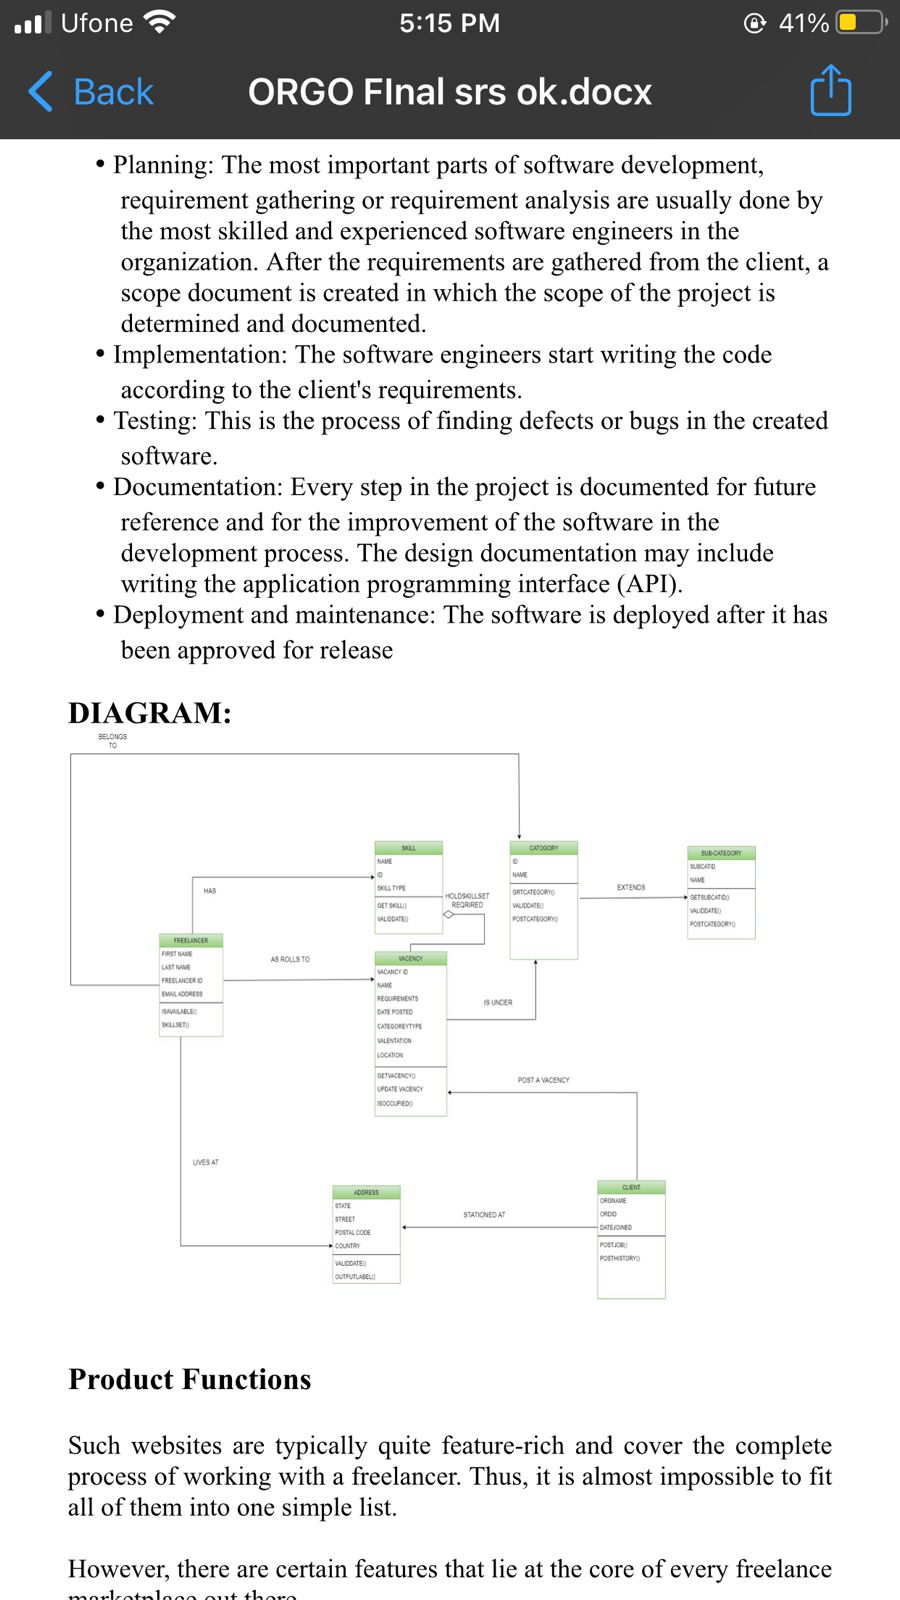 Ufone 5:15 PM 41%
Back ORGO FInal srs ok.docx
• Planning: The most important parts of software development,
requirement gathering or requirement analysis are usually done by
the most skilled and experienced software engineers in the
organization. After the requirements are gathered from the client, a
scope document is created in which the scope of the project is
determined and documented.
• Implementation: The software engineers start writing the code
according to the client's requirements.
• Testing: This is the process of finding defects or bugs in the created
software.
• Documentation: Every step in the project is documented for future
reference and for the improvement of the software in the
development process. The design documentation may include
writing the application programming interface (API).
• Deployment and maintenance: The software is deployed after it has
been approved for release
DIAGRAM:
BELONGS
TO
HAS
FREELANCER
FIRST NAME
LAST NAME
FREELANCER ID
EMAIL ADDRESS
ISAVAILABLE()
SKILLSET()
AS ROLLS TO
SKILL
NAME
ID
SKILL TYPE
GET SKILL()
VALIDDATE()
HOLDSKILLSET
REQRIRED
CATOGORY
ID
NAME
GRTCATEGORY()
VALIDDATE()
POSTCATEGORY()
EXTENDS
SUB-CATEGORY
SUBCATID
NAME
GETSUBCATID()
VALIDDATE()
POSTCATEGORY()
VACENCY
VACANCY ID
NAME
REQUIREMENTS
DATE POSTED
CATEGOREYTYPE
VALENTATION
LOCATION
GETVACENCY()
UPDATE VACENCY
ISOCCUPIED()
IS UNDER
POST A VACENCY
LIVES AT
ADDRESS
STATE
STREET
POSTAL CODE
COUNTRY
VALIDDATE()
OUTPUTLABEL()
STATIONED AT
CLIENT
ORGNAME
ORDID
DATEJOINED
POSTJOB()
POSTHISTORY()
Product Functions
Such websites are typically quite feature-rich and cover the complete
process of working with a freelancer. Thus, it is almost impossible to fit
all of them into one simple list.
However, there are certain features that lie at the core of every freelance
marketplace out there